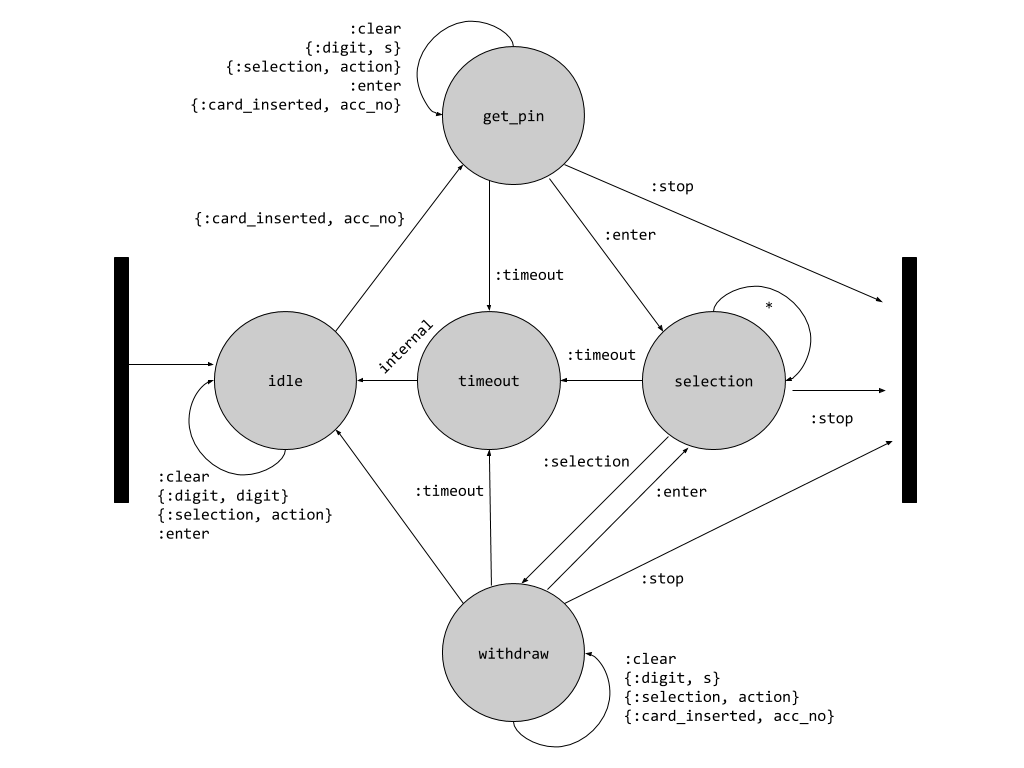 :clear
{:digit, s}
{:selection, action}
:enter
{:card_inserted, acc_no}
get_pin
:stop
{:card_inserted, acc_no}
:enter
:timeout
*
internal
:timeout
idle
timeout
selection
:stop
:selection
:timeout
:enter
:clear
{:digit, digit}
{:selection, action}
:enter
:stop
withdraw
:clear
{:digit, s}
{:selection, action}
{:card_inserted, acc_no}